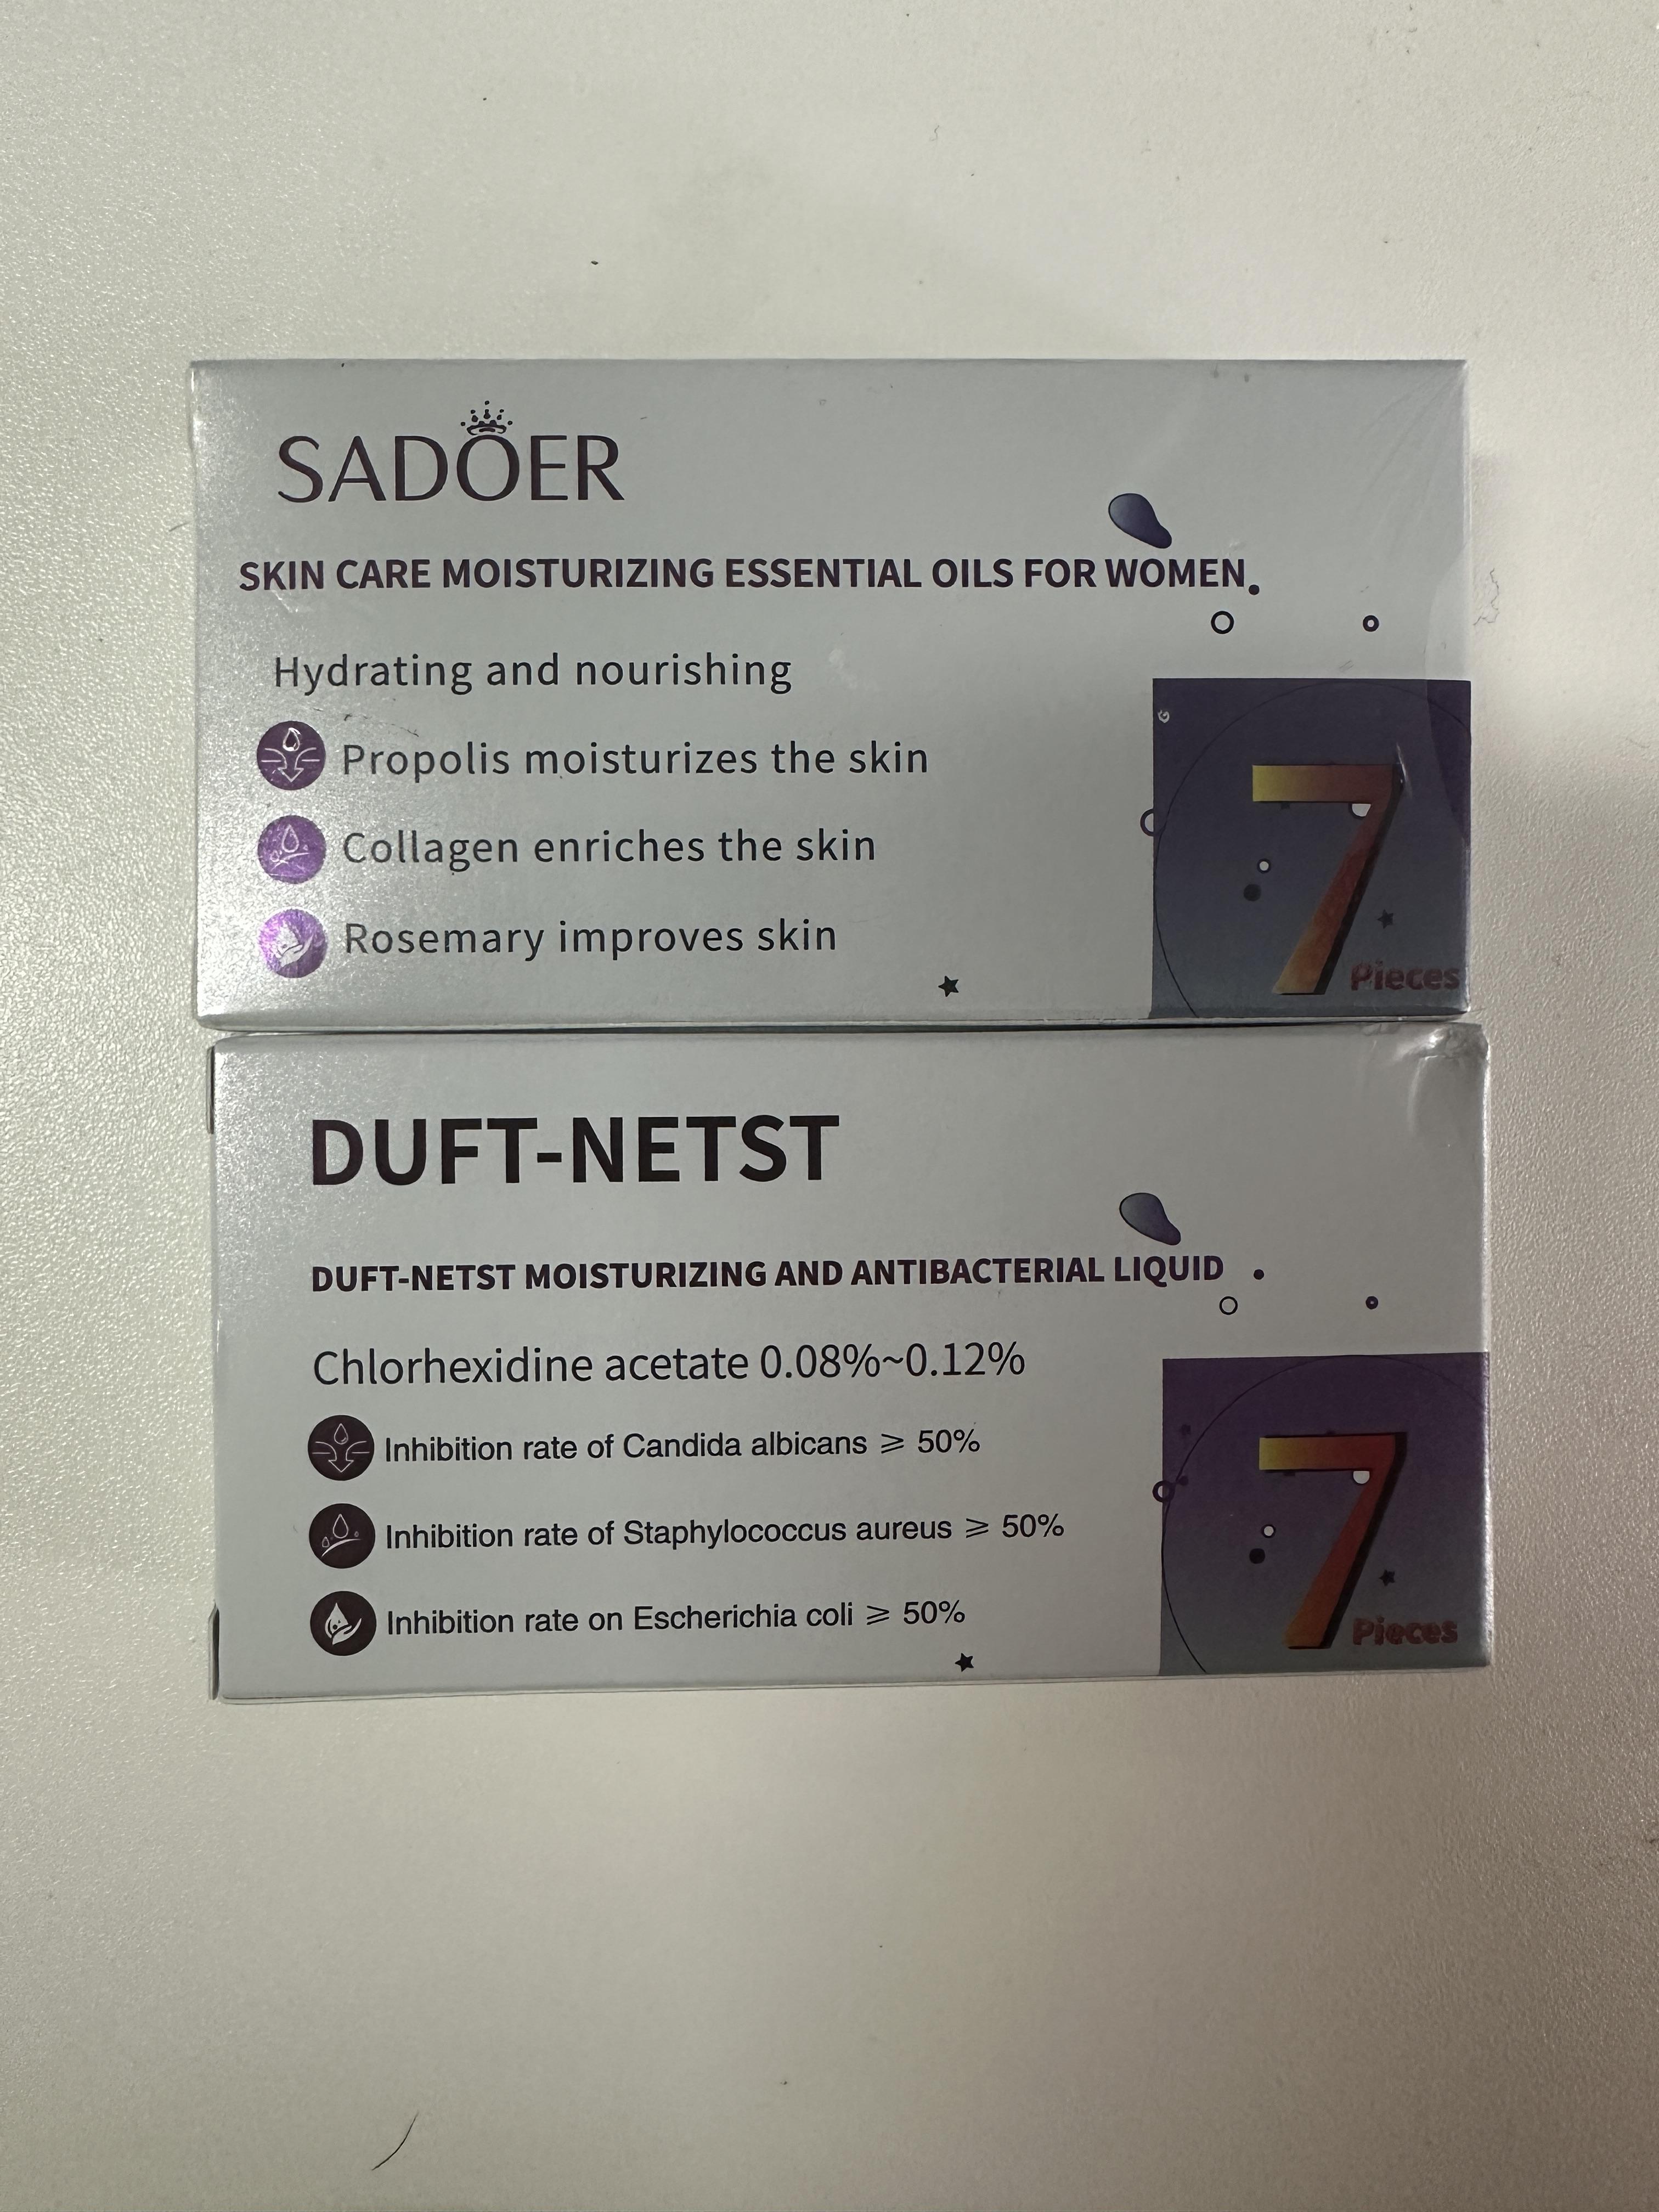 SADOER
SKIN CARE MOISTURIZING ESSENTIAL OILS FOR WOMEN
Hydrating and nourishing
Propolis moisturizes the skin
Collagen enriches the skin
Rosemary improves skin
7
Pieces
DUFT-NETST
DUFT-NETST MOISTURIZING AND ANTIBACTERIAL LIQUID
Chlorhexidine acetate 0.08%~0.12%
Inhibition rate of Candida albicans ⩾ 50%
Inhibition rate of Staphylococcus aureus ⩾ 50%
Inhibition rate on Escherichia coli ⩾ 50%
7
Pieces